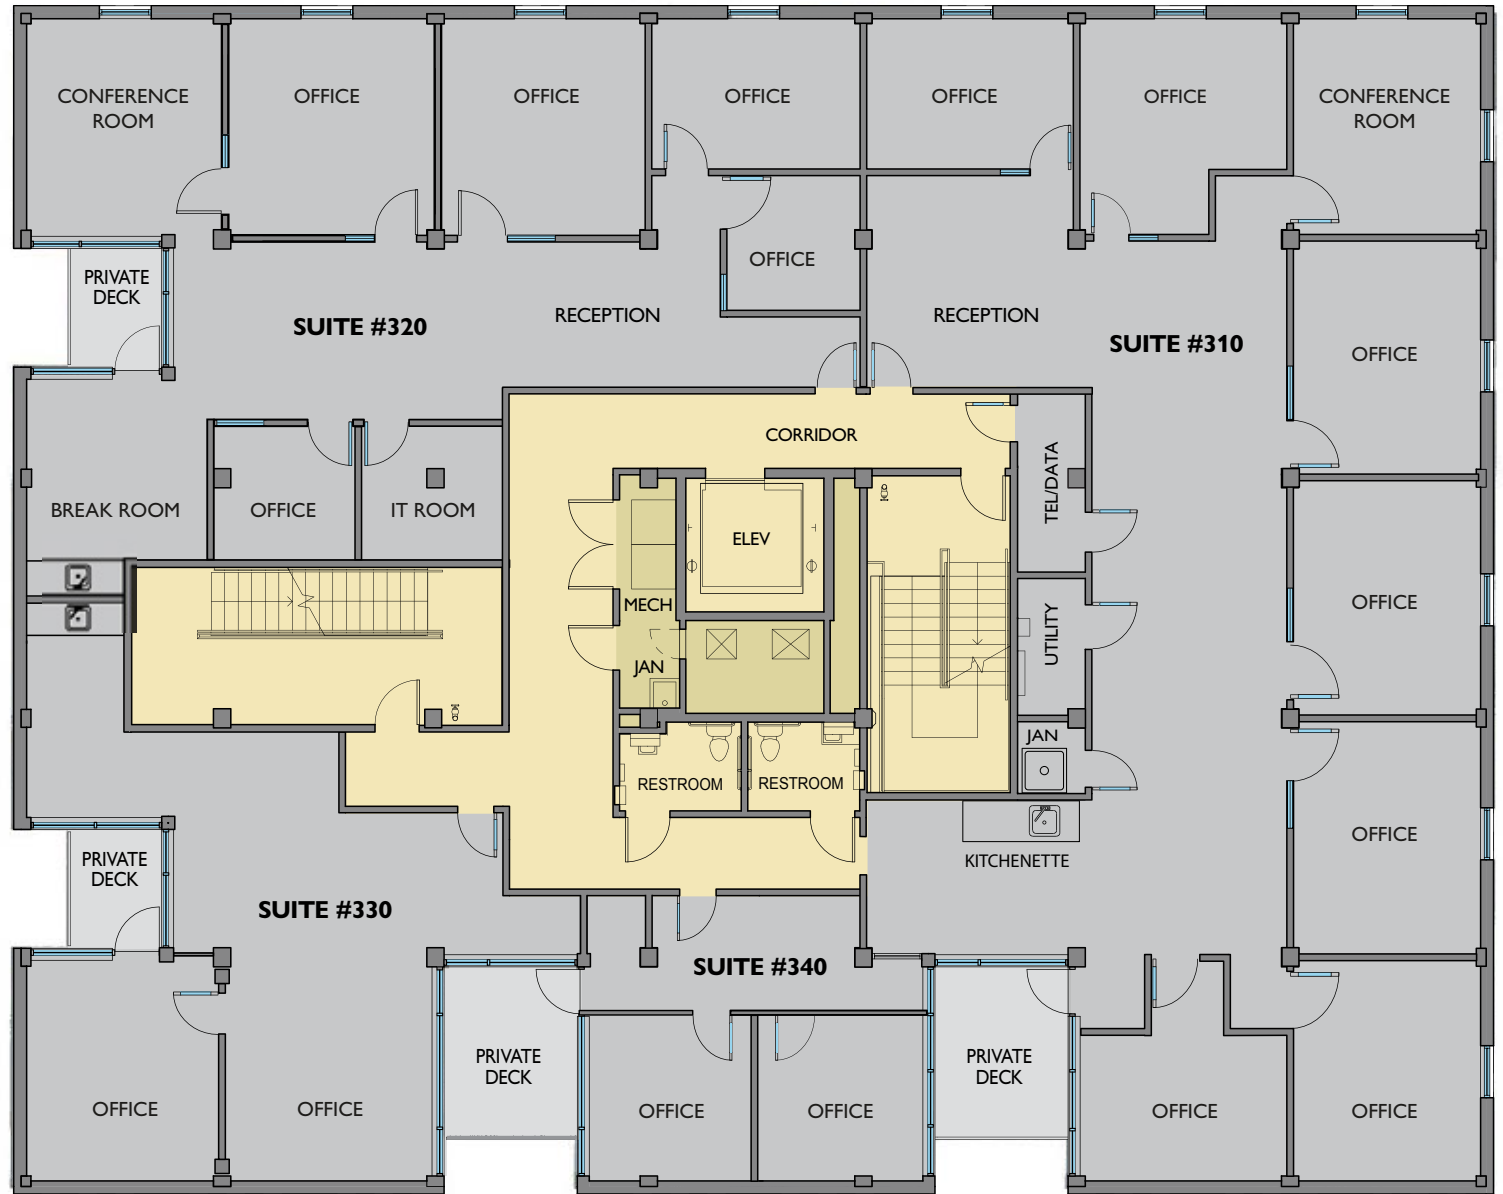 CONFERENCE
ROOM
OFFICE
OFFICE
OFFICE
OFFICE
OFFICE
CONFERENCE
ROOM
PRIVATE
DECK
OFFICE
SUITE #320
RECEPTION
RECEPTION
SUITE #310
OFFICE
CORRIDOR
BREAK ROOM
OFFICE
IT ROOM
ELEV
TEL/DATA
MECH
JAN
UTILITY
OFFICE
JAN
RESTROOM
RESTROOM
OFFICE
KITCHENETTE
PRIVATE
DECK
SUITE #330
SUITE #340
PRIVATE
DECK
PRIVATE
DECK
OFFICE
OFFICE
OFFICE
OFFICE
OFFICE
OFFICE